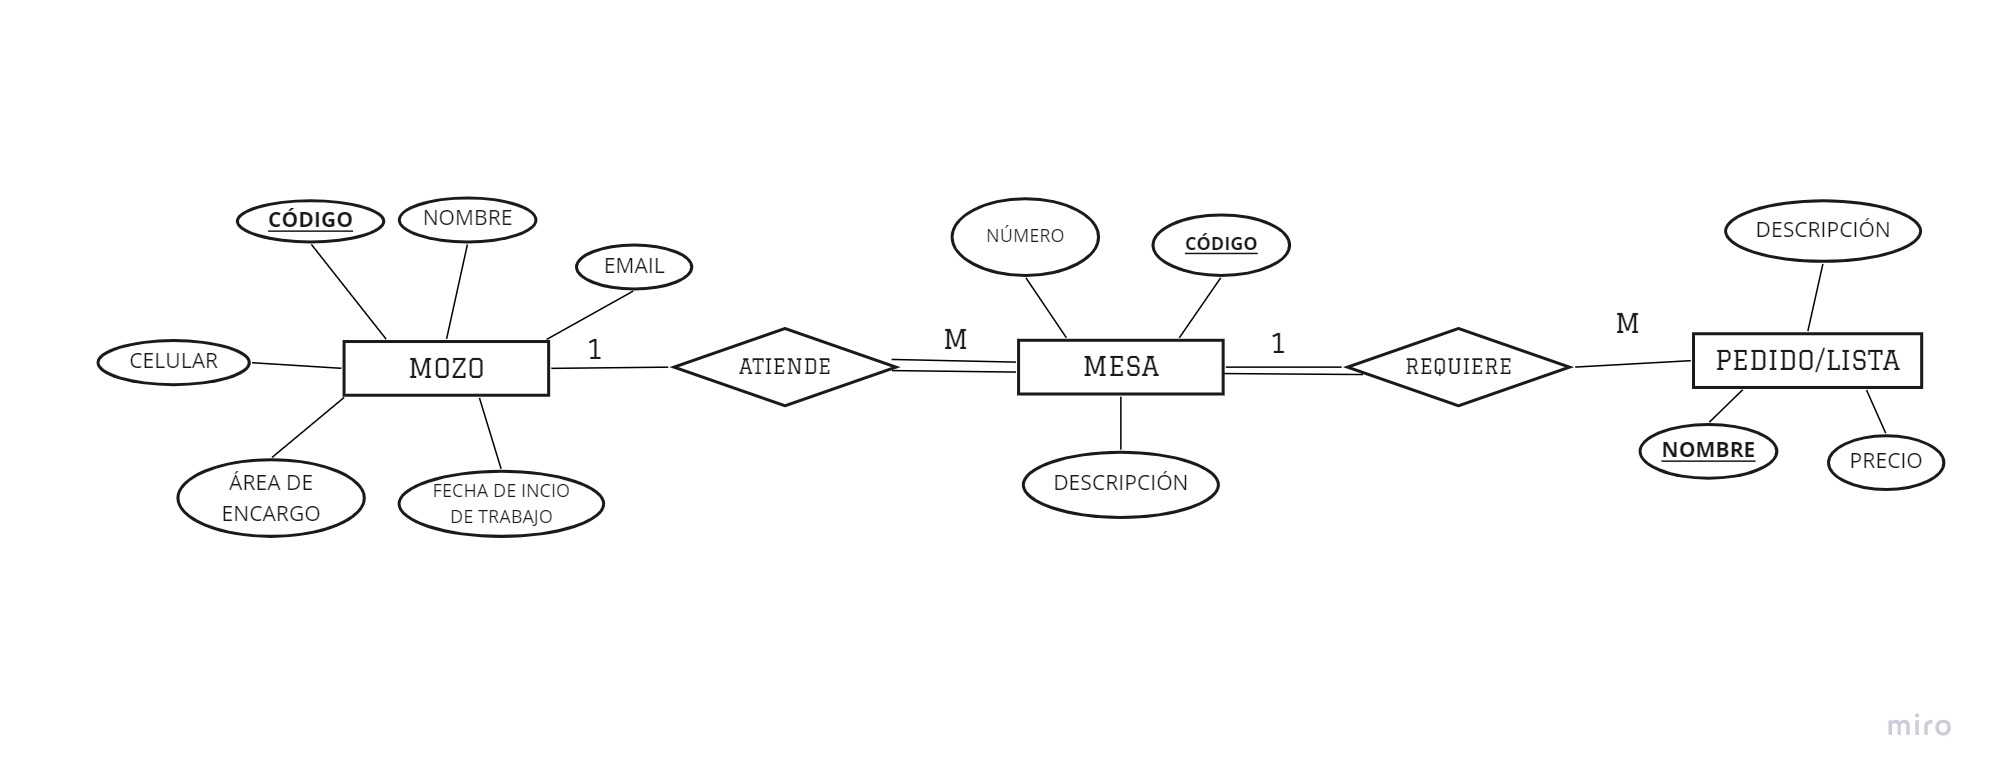 CÓDIGO
NOMBRE
EMAIL
CELULAR
MOZO
1
ÁREA DE
ENCARGO
FECHA DE INCIO
DE TRABAJO
ATIENDE
M
NÚMERO
CÓDIGO
MESA
DESCRIPCIÓN
1
REQUIERE
M
DESCRIPCIÓN
PEDIDO/LISTA
NOMBRE
PRECIO
miro